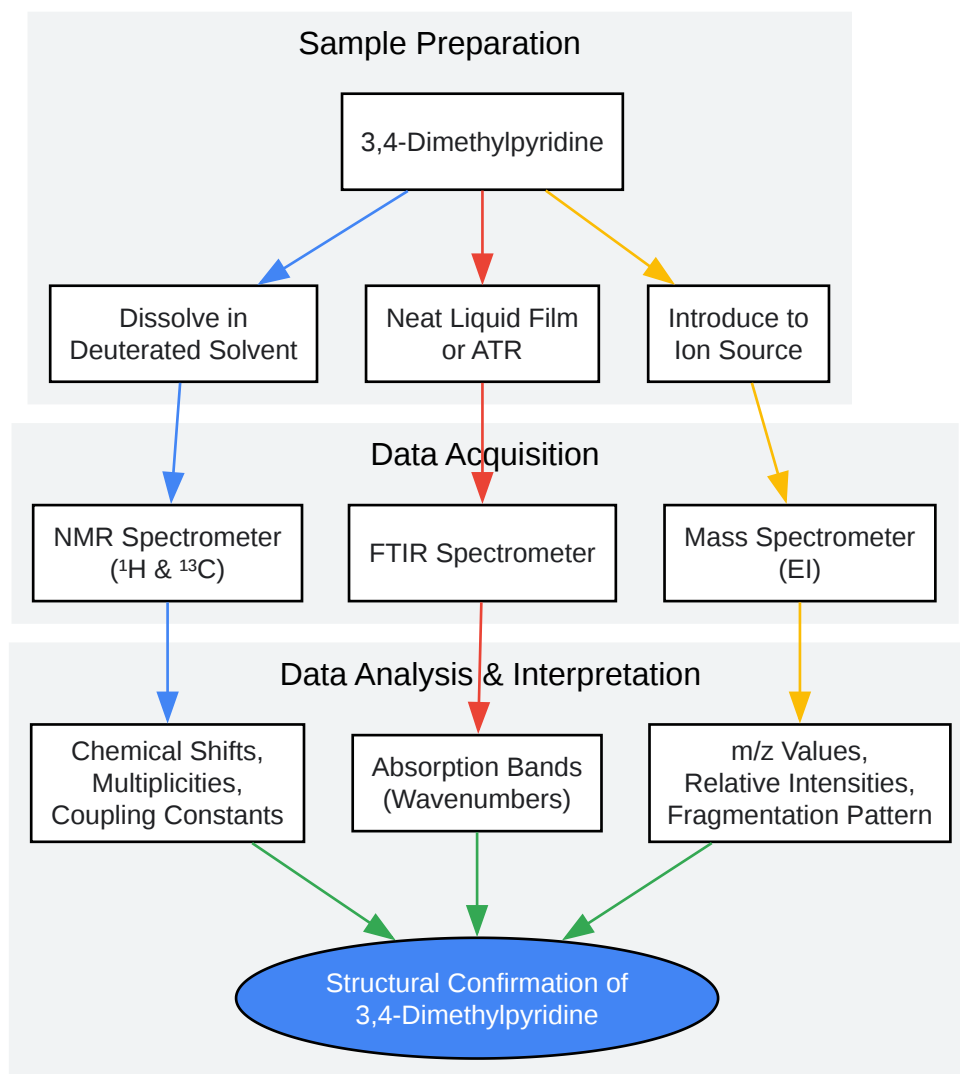 Sample Preparation
3,4-Dimethylpyridine
Dissolve in
Deuterated Solvent
Neat Liquid Film
or ATR
Introduce to
Ion Source
Data Acquisition
NMR Spectrometer
(¹H & ¹³C)
FTIR Spectrometer
Mass Spectrometer
(EI)
Data Analysis & Interpretation
Chemical Shifts,
Multiplicities,
Coupling Constants
Absorption Bands
(Wavenumbers)
m/z Values,
Relative Intensities,
Fragmentation Pattern
Structural Confirmation of
3,4-Dimethylpyridine